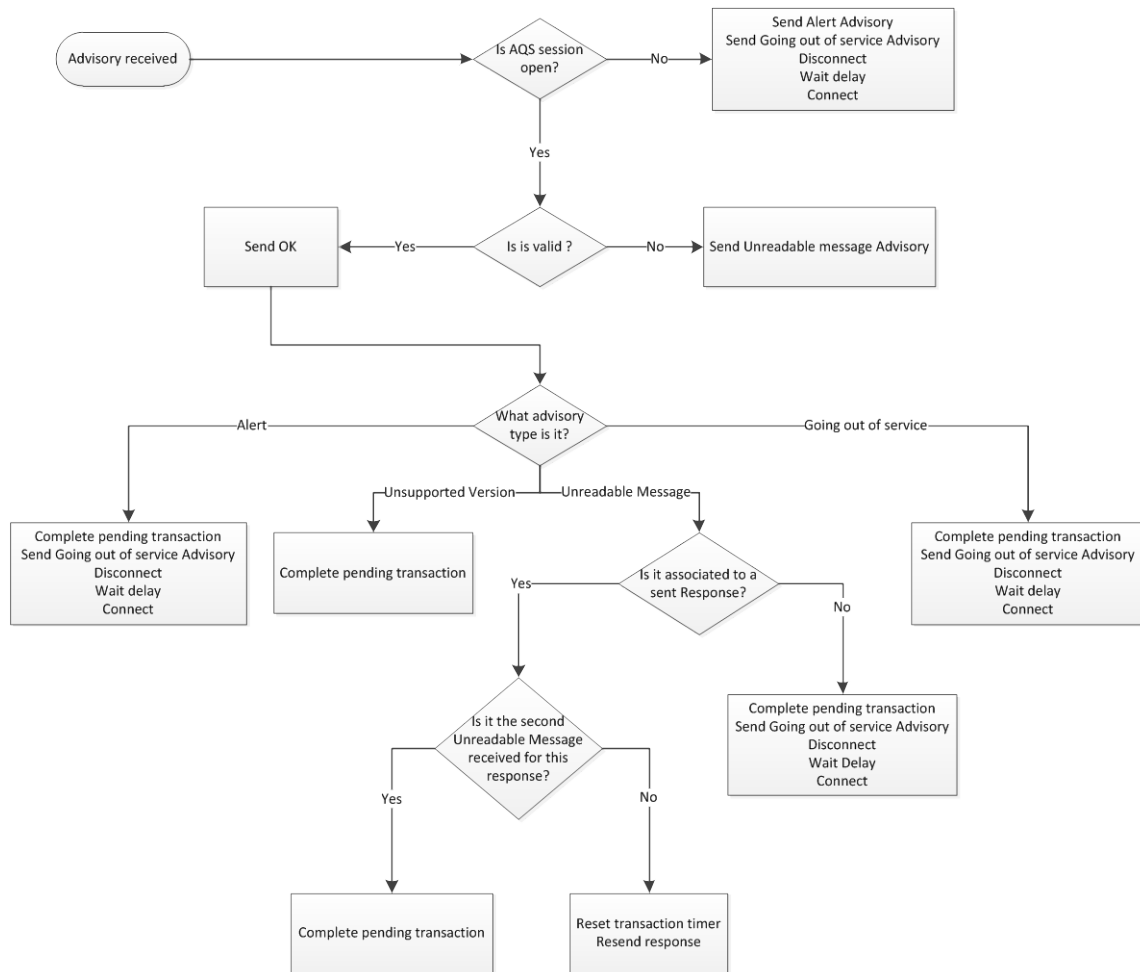 Advisory received
Is AQS session
open?
No
Send Alert Advisory
Send Going out of service Advisory
Disconnect
Wait delay
Connect
Yes
Send OK
Yes
Is is valid ?
No
Send Unreadable message Advisory
What advisory
type is it?
Alert
Going out of service
Unsupported Version
Unreadable Message
Complete pending transaction
Send Going out of service Advisory
Disconnect
Wait delay
Connect
Complete pending transaction
Is it associated to a
sent Response?
Yes
No
Complete pending transaction
Send Going out of service Advisory
Disconnect
Wait delay
Connect
Is it the second
Unreadable Message
received for this
response?
Complete pending transaction
Send Going out of service Advisory
Disconnect
Wait Delay
Connect
Yes
No
Complete pending transaction
Reset transaction timer
Resend response